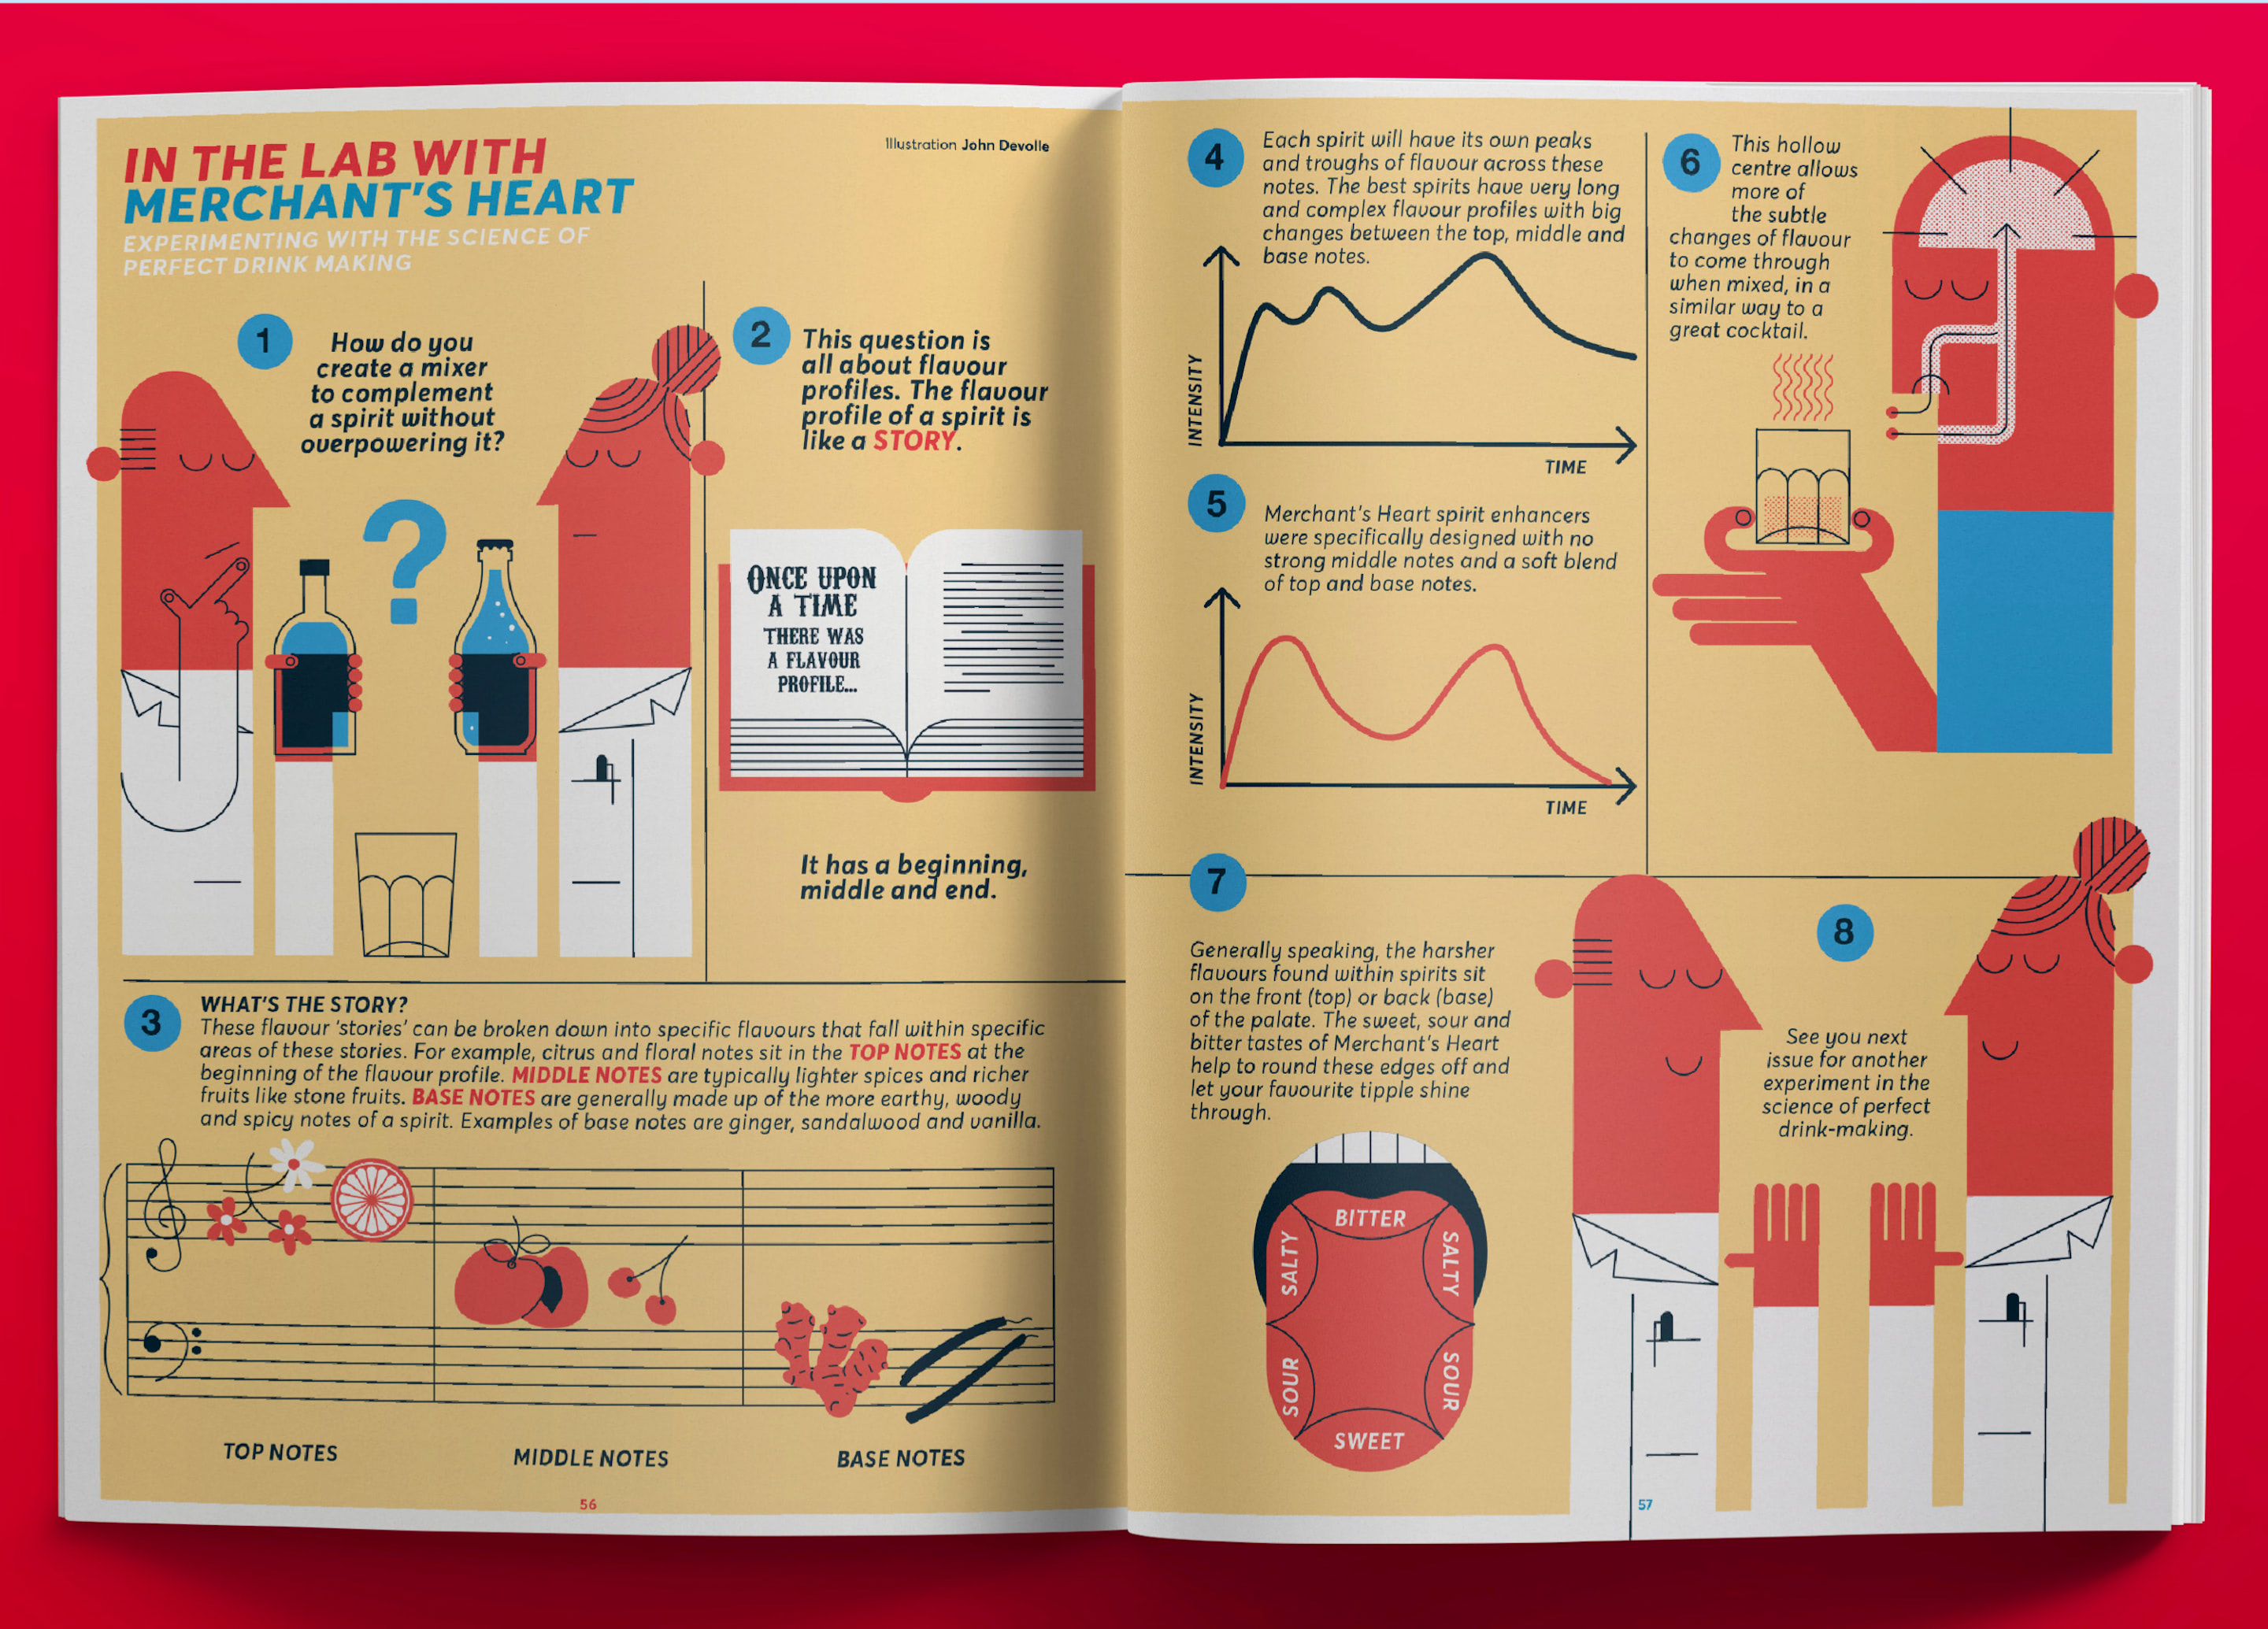 IN THE LAB WITH
MERCHANT'S HEART
EXPERIMENTING WITH THE SCIENCE OF
PERFECT DRINK MAKING
Illustration John Devolle
1
How do you
create a mixer
to complement
a spirit without
overpowering it?
?
2
This question is
all about flavour
profiles. The flavour
profile of a spirit is
like a STORY.
ONCE UPON
A TIME
THERE WAS
A FLAVOUR
PROFILE...
It has a beginning,
middle and end.
3
WHAT'S THE STORY?
These flavour 'stories' can be broken down into specific flavours that fall within specific
areas of these stories. For example, citrus and floral notes sit in the TOP NOTES at the
beginning of the flavour profile. MIDDLE NOTES are typically lighter spices and richer
fruits like stone fruits. BASE NOTES are generally made up of the more earthy, woody
and spicy notes of a spirit. Examples of base notes are ginger, sandalwood and vanilla.
TOP NOTES
MIDDLE NOTES
BASE NOTES
56
4
Each spirit will have its own peaks
and troughs of flavour across these
notes. The best spirits have very long
and complex flavour profiles with big
changes between the top, middle and
base notes.
INTENSITY
TIME
5
Merchant's Heart spirit enhancers
were specifically designed with no
strong middle notes and a soft blend
of top and base notes.
INTENSITY
TIME
6
This hollow
centre allows
more of
the subtle
changes of flavour
to come through
when mixed, in a
similar way to a
great cocktail.
7
Generally speaking, the harsher
flavours found within spirits sit
on the front (top) or back (base)
of the palate. The sweet, sour and
bitter tastes of Merchant's Heart
help to round these edges off and
let your favourite tipple shine
through.
BITTER
SALTY
SALTY
SOUR
SOUR
SWEET
8
See you next
issue for another
experiment in the
science of perfect
drink-making.
57